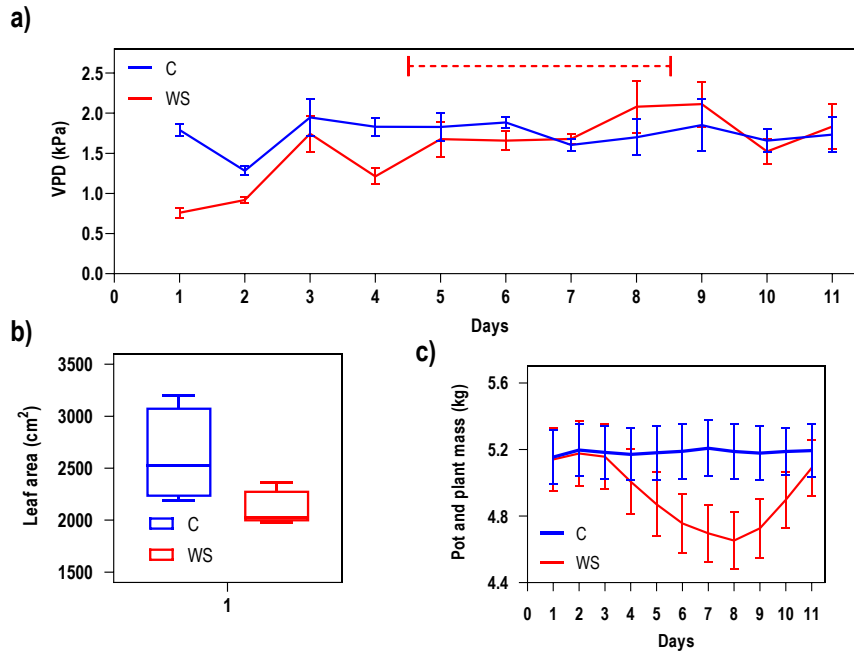 a)
VPD (kPa)
2.5
2.0
1.5
1.0
0.5
0.0
C
WS
0 1 2 3 4 5 6 7 8 9 10 11
Days
b)
Leaf area (cm²)
3500
3000
2500
2000
1500
C
WS
1
c)
Pot and plant mass (kg)
5.6
5.2
4.8
4.4
C
WS
0 1 2 3 4 5 6 7 8 9 10 11
Days